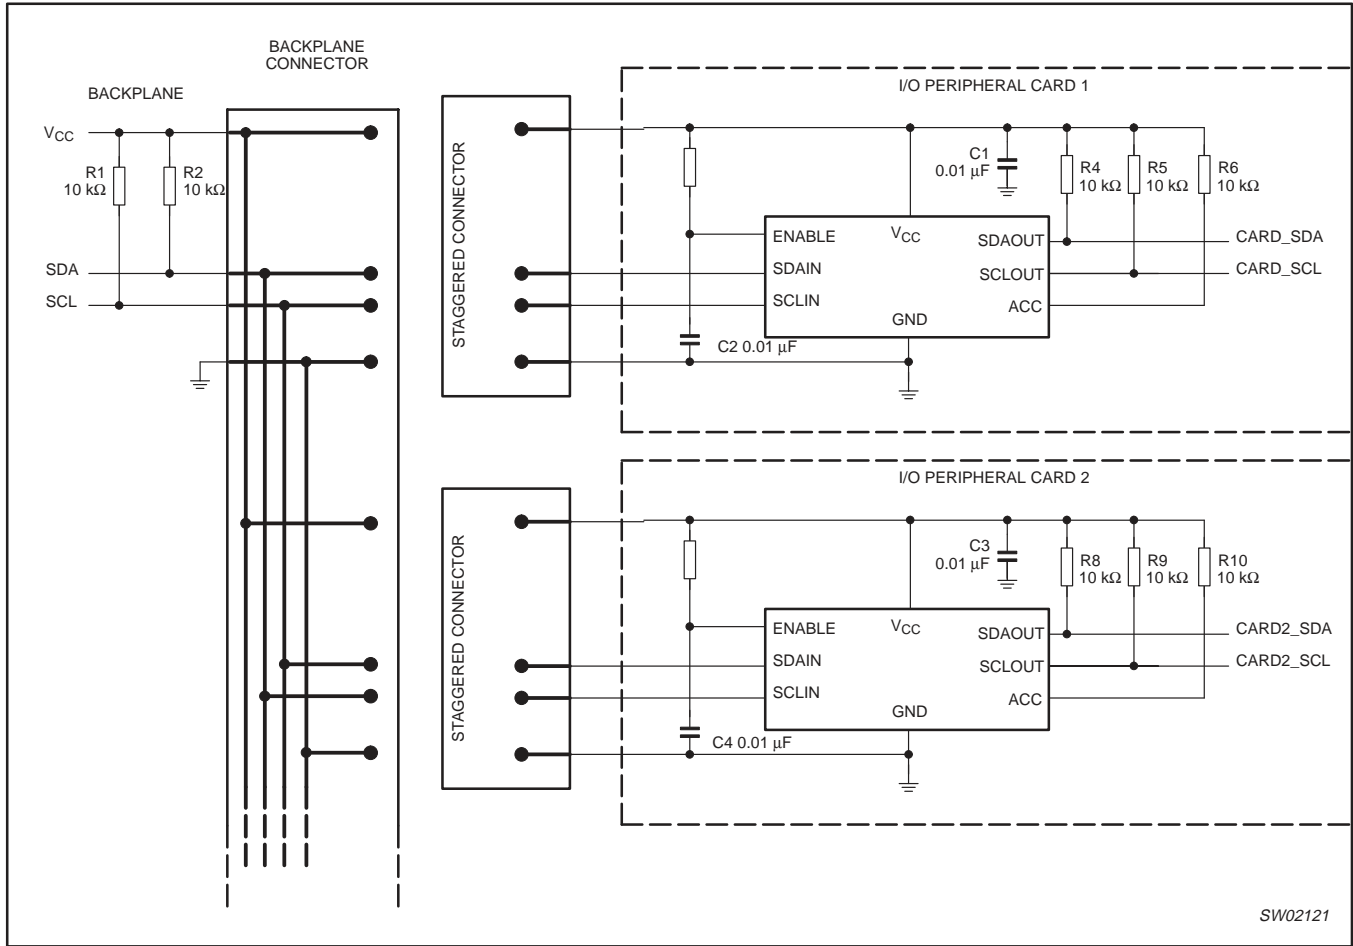 BACKPLANE
CONNECTOR
BACKPLANE
VCC
R1
10 kΩ
R2
10 kΩ
SDA
SCL
STAGGERED CONNECTOR
I/O PERIPHERAL CARD 1
C1
0.01 μF
R4
10 kΩ
R5
10 kΩ
R6
10 kΩ
ENABLE
VCC
SDAOUT
CARD_SDA
SDAIN
SCLOUT
CARD_SCL
SCLIN
ACC
GND
C2 0.01 μF
STAGGERED CONNECTOR
I/O PERIPHERAL CARD 2
C3
0.01 μF
R8
10 kΩ
R9
10 kΩ
R10
10 kΩ
ENABLE
VCC
SDAOUT
CARD2_SDA
SDAIN
SCLOUT
CARD2_SCL
SCLIN
ACC
GND
C4 0.01 μF
SW02121